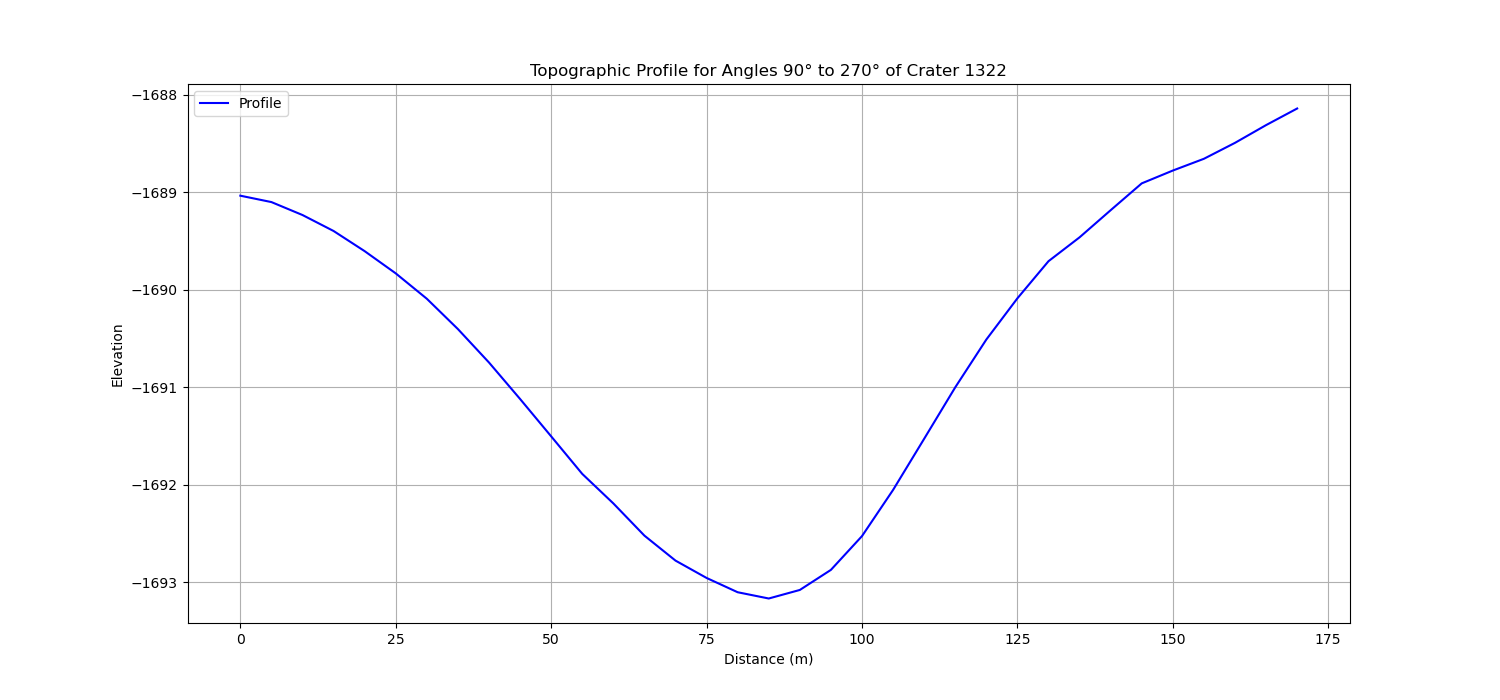 Topographic Profile for Angles 90° to 270° of Crater 1322
Profile
−1688
−1689
−1690
−1691
−1692
−1693
Elevation
0 25 50 75 100 125 150 175
Distance (m)